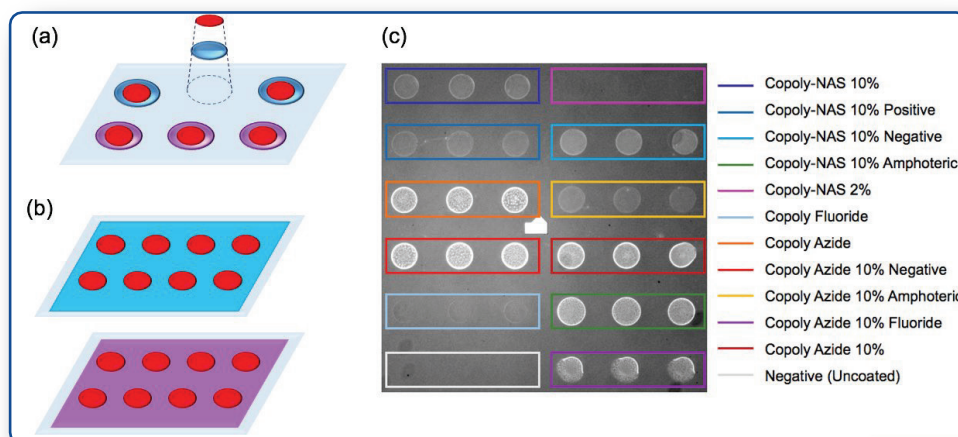 (a)
(b)
(c)
Copoly-NAS 10%
Copoly-NAS 10% Positive
Copoly-NAS 10% Negative
Copoly-NAS 10% Amphoteric
Copoly-NAS 2%
Copoly Fluoride
Copoly Azide
Copoly Azide 10% Negative
Copoly Azide 10% Amphoteric
Copoly Azide 10% Fluoride
Copoly Azide 10%
Negative (Uncoated)